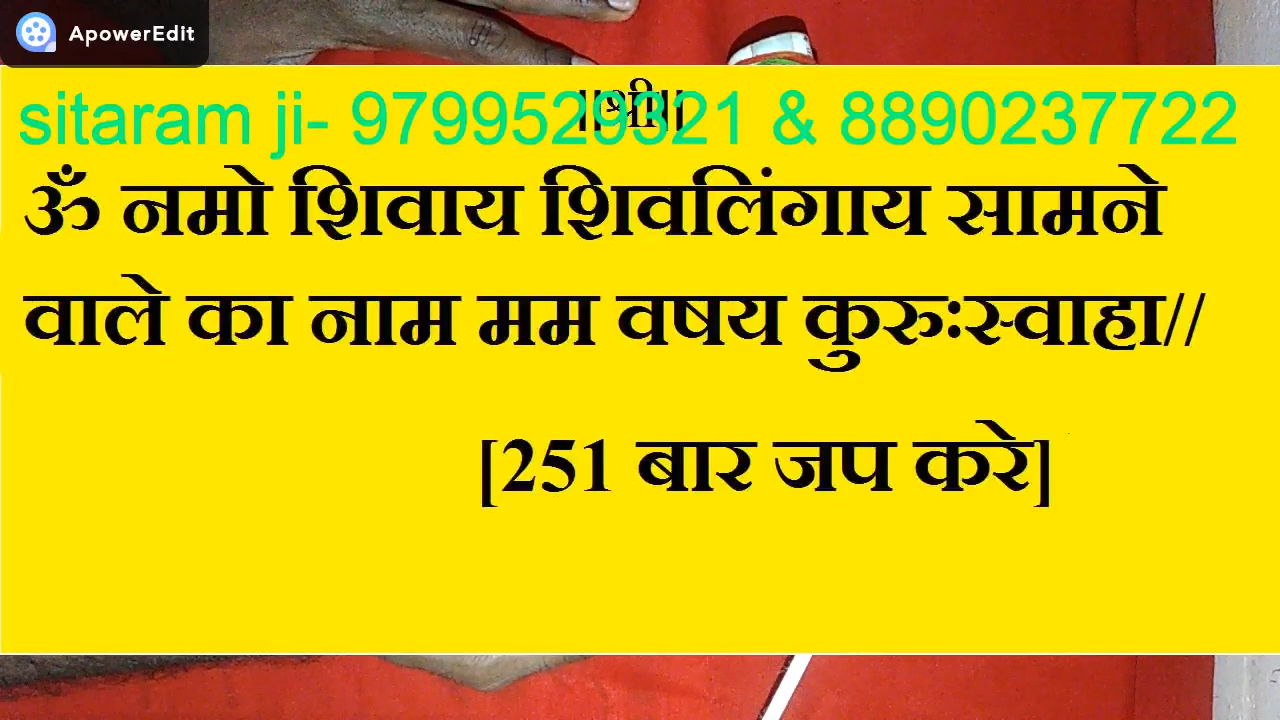 ApowerEdit
॥श्री॥
sitaram ji- 9799529321 & 8890237722
ॐ नमो शिवाय शिवलिंगाय सामने
वाले का नाम मम वषय कुरुःस्वाहा//
[251 बार जप करे]